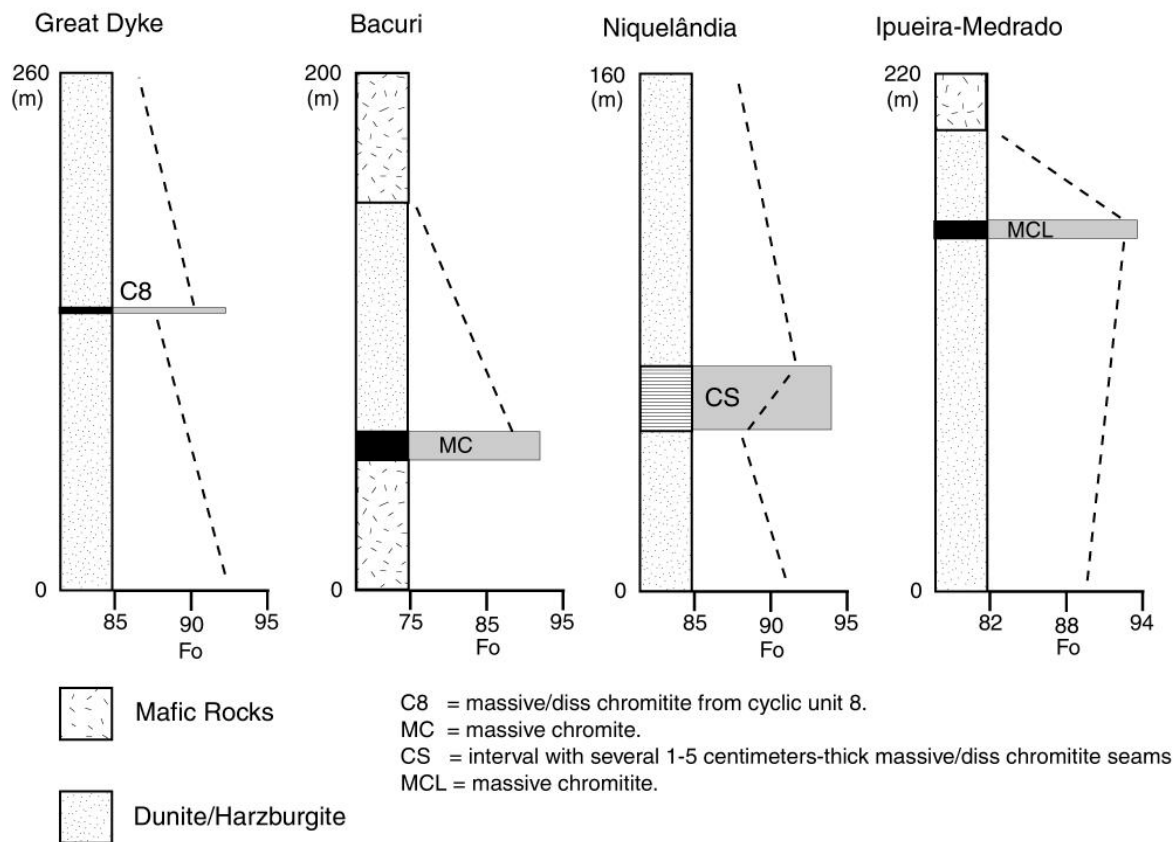 Great Dyke
Bacuri
Niquelândia
Ipueira-Medrado
260
(m)
C8
0
85 90 95
Fo
200
(m)
MC
0
75 85 95
Fo
160
(m)
CS
0
85 90 95
Fo
220
(m)
MCL
0
82 88 94
Fo
Mafic Rocks
Dunite/Harzburgite
C8 = massive/diss chromitite from cyclic unit 8.
MC = massive chromite.
CS = interval with several 1-5 centimeters-thick massive/diss chromitite seams
MCL = massive chromitite.